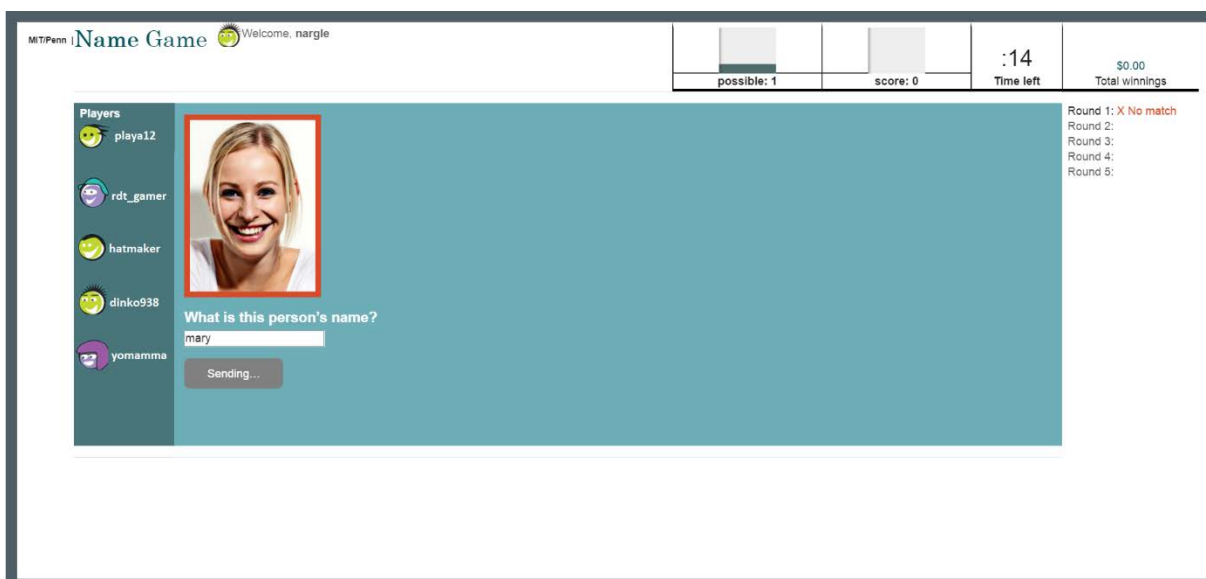 MIT/Penn | Name Game Welcome, nargle
:14
$0.00
possible: 1 score: 0 Time left Total winnings
Players
playa12
rdt_gamer
hatmaker
dinko938
yomamma
What is this person's name?
mary
Sending...
Round 1: X No match
Round 2:
Round 3:
Round 4:
Round 5: